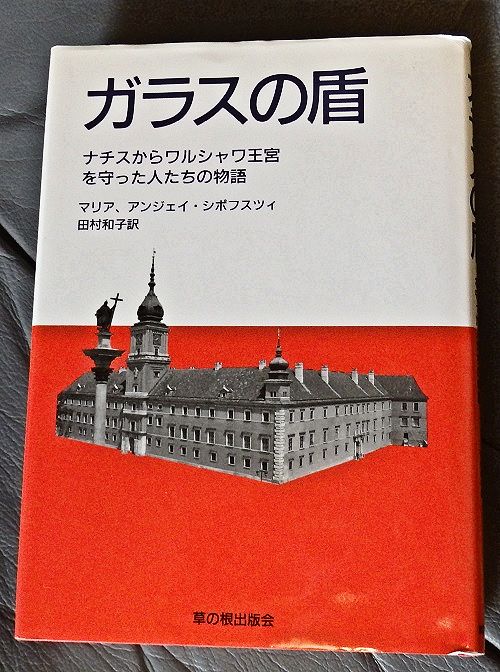 ガラスの盾
ナチスからワルシャワ王宮
を守った人たちの物語
マリア、アンジェイ・シポフスツィ
田村和子訳
草の根出版会